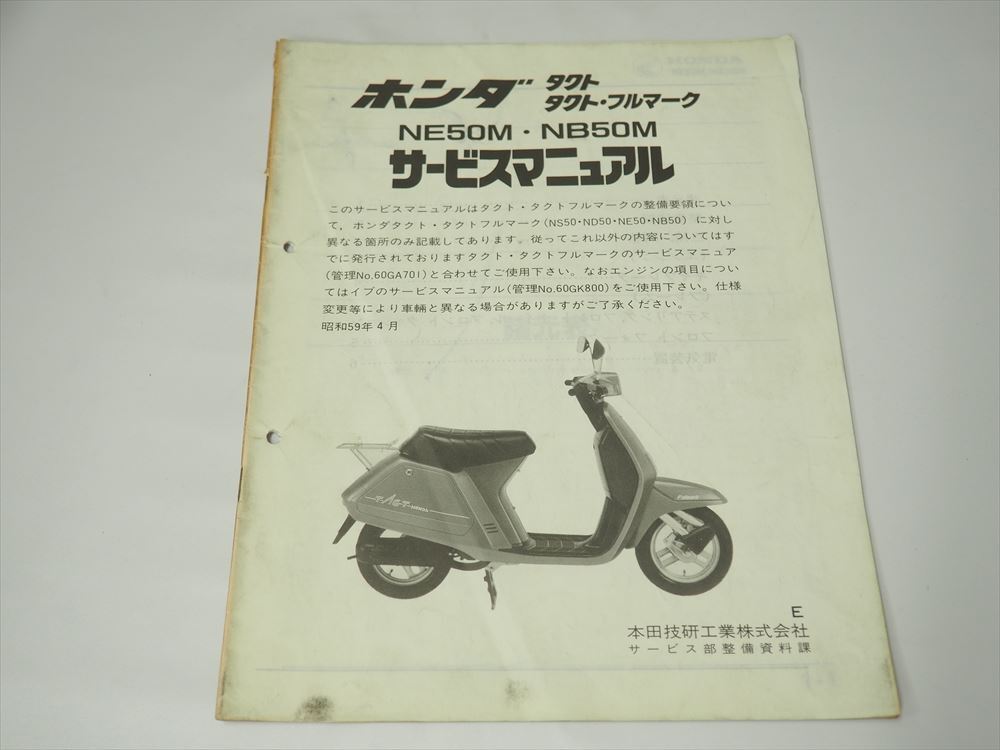 ホンダ タクト
タクト・フルマーク
NE50M・NB50M
サービスマニュアル
このサービスマニュアルはタクト・タクトフルマークの整備要領につい
て，ホンダタクト・タクトフルマーク(NS50・ND50・NE50・NB50) に対し
異なる箇所のみ記載してあります。従ってこれ以外の内容についてはす
でに発行されておりますタクト・タクトフルマークのサービスマニュア
(管理No.60GA701)と合わせてご使用下さい。なおエンジンの項目につい
てはイブのサービスマニュアル(管理No.60GK800)をご使用下さい。仕様
変更等により車輛と異なる場合がありますがご了承ください。
昭和59年４月
TACT HONDA
E
本田技研工業株式会社
サービス部整備資料課